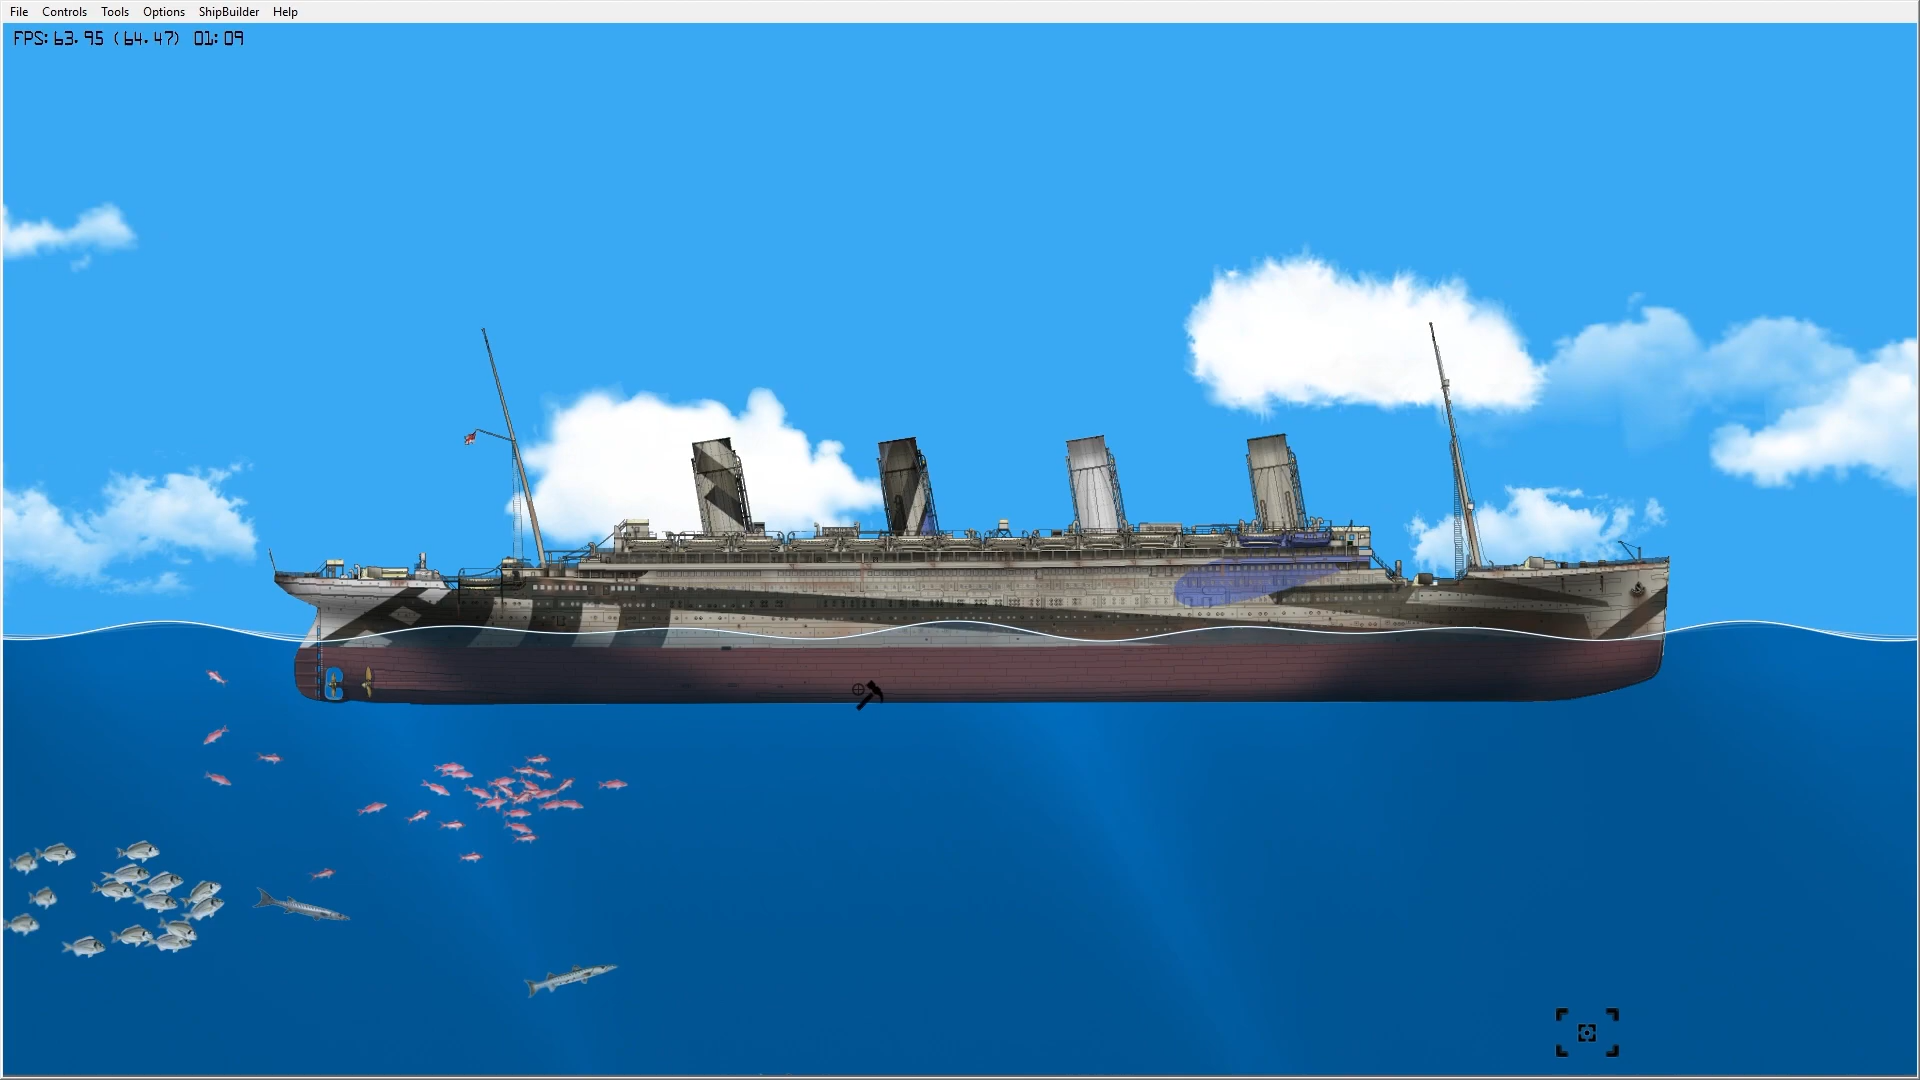 File Controls Tools Options ShipBuilder Help
FPS: 63.95 (64.47) 01:09